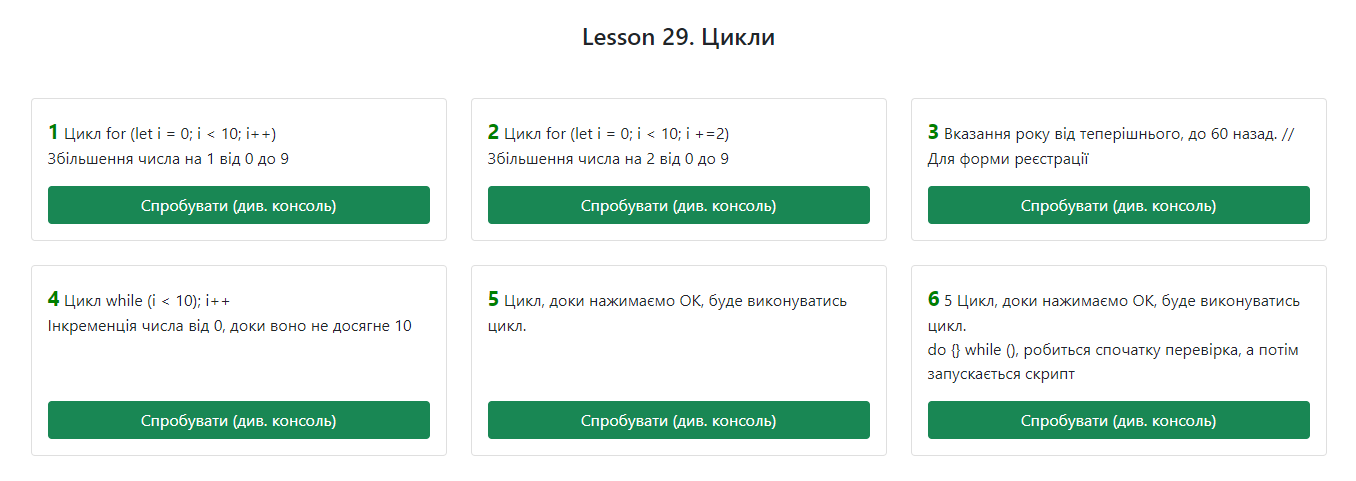 Lesson 29. Цикли
1 Цикл for (let i = 0; i < 10; i++)
Збільшення числа на 1 від 0 до 9
Спробувати (див. консоль)
2 Цикл for (let i = 0; i < 10; i +=2)
Збільшення числа на 2 від 0 до 9
Спробувати (див. консоль)
3 Вказання року від теперішнього, до 60 назад. //
Для форми реєстрації
Спробувати (див. консоль)
4 Цикл while (i < 10); i++
Інкременція числа від 0, доки воно не досягне 10
Спробувати (див. консоль)
5 Цикл, доки нажимаємо ОК, буде виконуватись
цикл.
Спробувати (див. консоль)
6 5 Цикл, доки нажимаємо ОК, буде виконуватись
цикл.
do {} while (), робиться спочатку перевірка, а потім
запускається скрипт
Спробувати (див. консоль)